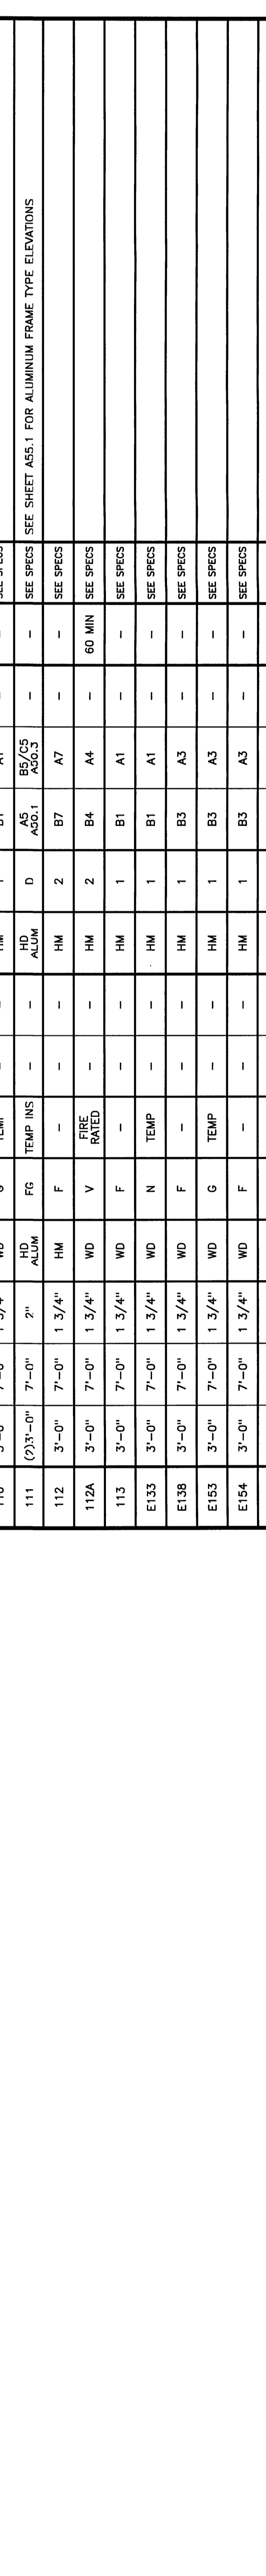 111 (2)3'-0" 7'-0" 2" HD ALUM FG TEMP INS - - HD ALUM D A5 A50.1 B5/C5 A50.3 - - SEE SPECS SEE SHEET A55.1 FOR ALUMINUM FRAME TYPE ELEVATIONS
112 3'-0" 7'-0" 1 3/4" HM F - - - HM 2 B7 A7 - - SEE SPECS
112A 3'-0" 7'-0" 1 3/4" WD V FIRE RATED - - HM 2 B4 A4 - 60 MIN SEE SPECS
113 3'-0" 7'-0" 1 3/4" WD F - - - HM 1 B1 A1 - - SEE SPECS
E133 3'-0" 7'-0" 1 3/4" WD N TEMP - - HM 1 B1 A1 - - SEE SPECS
E138 3'-0" 7'-0" 1 3/4" WD F - - - HM 1 B3 A3 - - SEE SPECS
E153 3'-0" 7'-0" 1 3/4" WD G TEMP - - HM 1 B3 A3 - - SEE SPECS
E154 3'-0" 7'-0" 1 3/4" WD F - - - HM 1 B3 A3 - - SEE SPECS